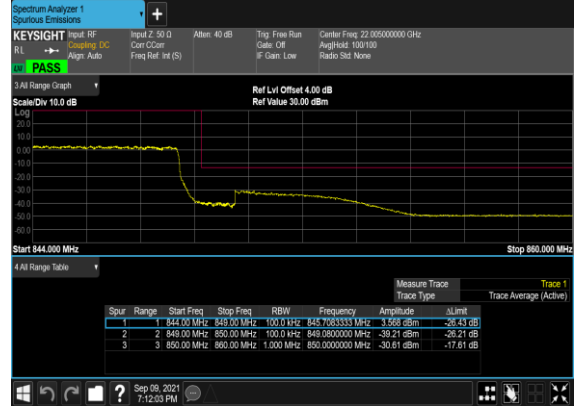 Spectrum Analyzer 1
Spurious Emissions
KEYSIGHT Input: RF Input Z: 50 Ω Atten: 40 dB Trig: Free Run Center Freq: 22.005000000 GHz
RL Coupling: DC Corr CCorr Gate: Off Avg|Hold: 100/100
Align: Auto Freq Ref: Int (S) IF Gain: Low Radio Std: None
PASS
3 All Range Graph
Ref Lvl Offset 4.00 dB
Scale/Div 10.0 dB Ref Value 30.00 dBm
Log
20.0
10.0
0.00
-10.0
-20.0
-30.0
-40.0
-50.0
-60.0
Start 844.000 MHz Stop 860.000 MHz
4 All Range Table
Measure Trace Trace 1
Trace Type Trace Average (Active)
Spur Range Start Freq Stop Freq RBW Frequency Amplitude ΔLimit
1 1 844.00 MHz 849.00 MHz 100.0 kHz 845.7083333 MHz 3.568 dBm -26.43 dB
2 2 849.00 MHz 850.00 MHz 100.0 kHz 849.0800000 MHz -39.21 dBm -26.21 dB
3 3 850.00 MHz 860.00 MHz 1.000 MHz 850.0000000 MHz -30.61 dBm -17.61 dB
Sep 09, 2021
7:12:03 PM